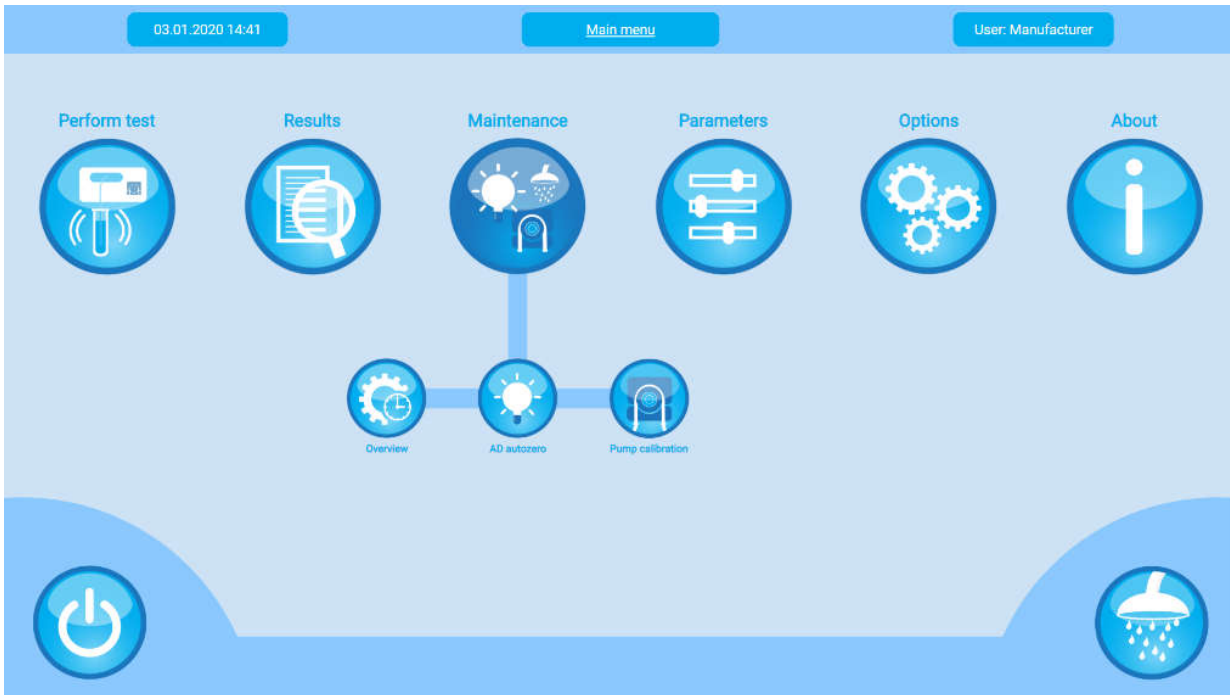 03.01.2020 14:41
Main menu
User: Manufacturer
Perform test
Results
Maintenance
Parameters
Options
About
Overview
AD autozero
Pump calibration